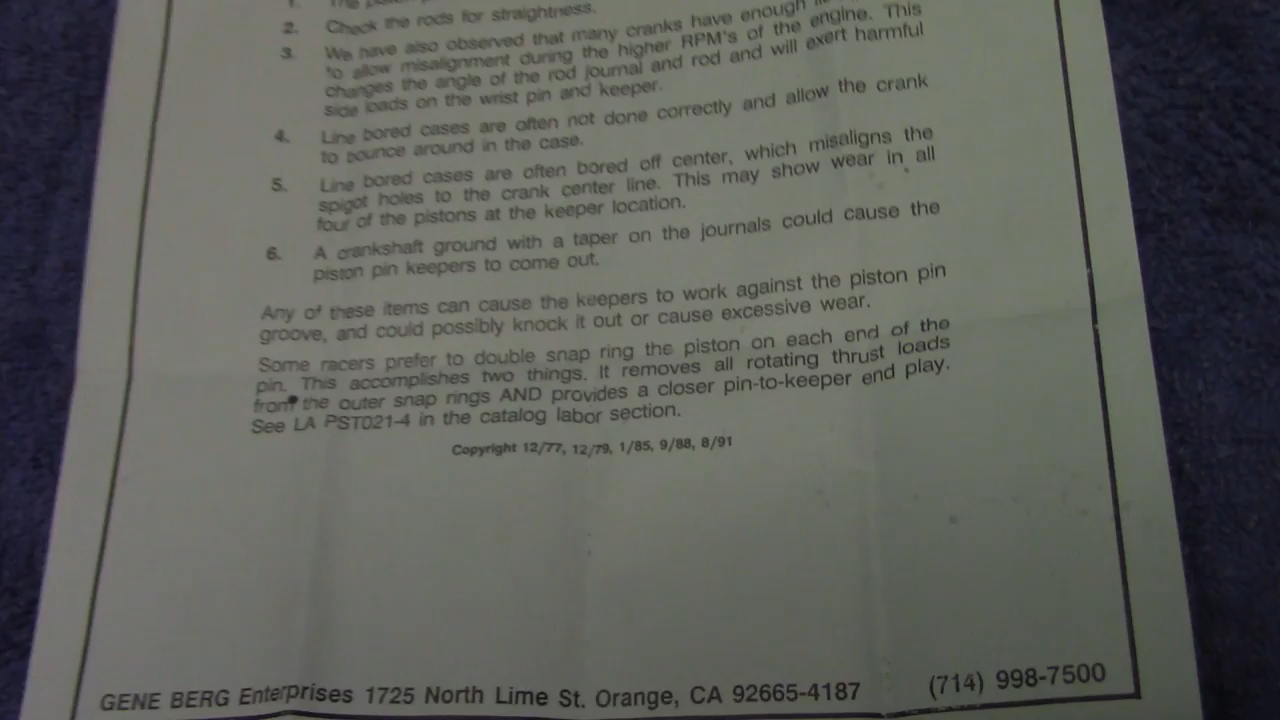 1. The piston
2. Check the rods for straightness.
3. We have also observed that many cranks have enough
to allow misalignment during the higher RPM's of the engine. This
changes the angle of the rod journal and rod and will exert harmful
side loads on the wrist pin and keeper.
4. Line bored cases are often not done correctly and allow the crank
to bounce around in the case.
5. Line bored cases are often bored off center, which misaligns the
spigot holes to the crank center line. This may show wear in all
four of the pistons at the keeper location.
6. A crankshaft ground with a taper on the journals could cause the
piston pin keepers to come out.
Any of these items can cause the keepers to work against the piston pin
groove, and could possibly knock it out or cause excessive wear.
Some racers prefer to double snap ring the piston on each end of the
pin. This accomplishes two things. It removes all rotating thrust loads
from the outer snap rings AND provides a closer pin-to-keeper end play.
See LA PST021-4 in the catalog labor section.
Copyright 12/77, 12/79, 1/85, 9/88, 8/91
GENE BERG Enterprises 1725 North Lime St. Orange, CA 92665-4187 (714) 998-7500